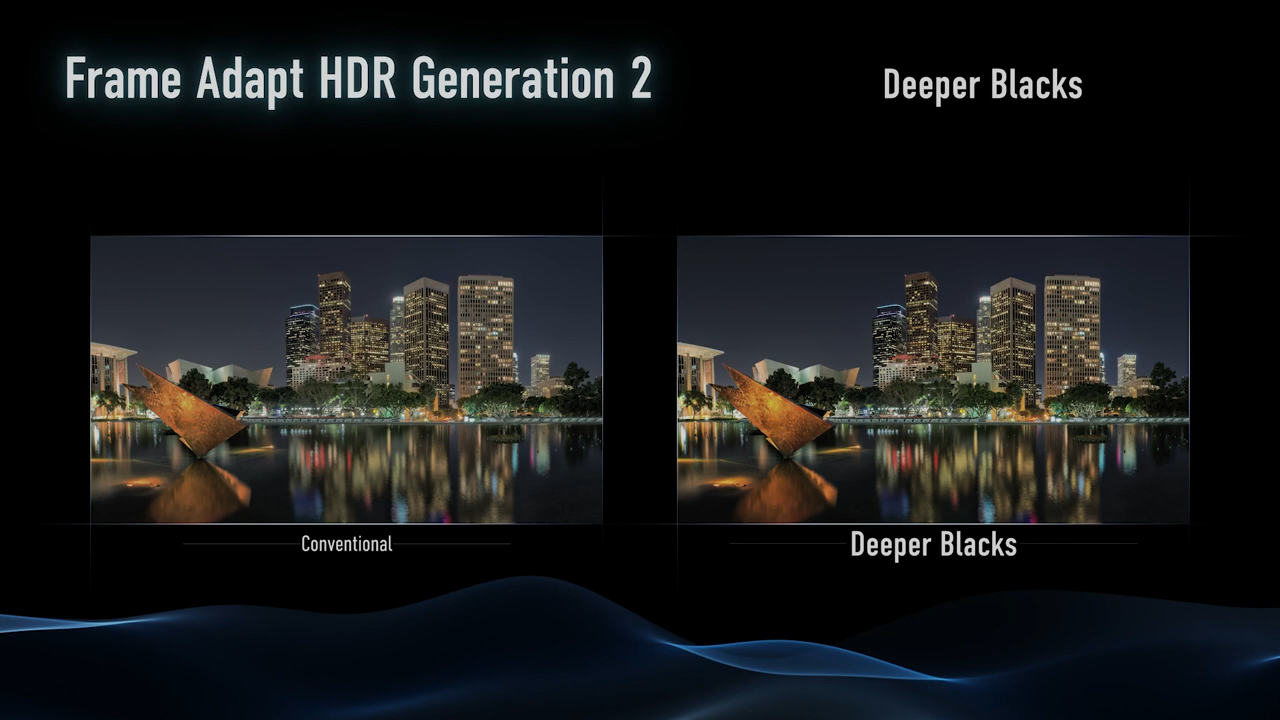 Frame Adapt HDR Generation 2
Deeper Blacks
Conventional
Deeper Blacks